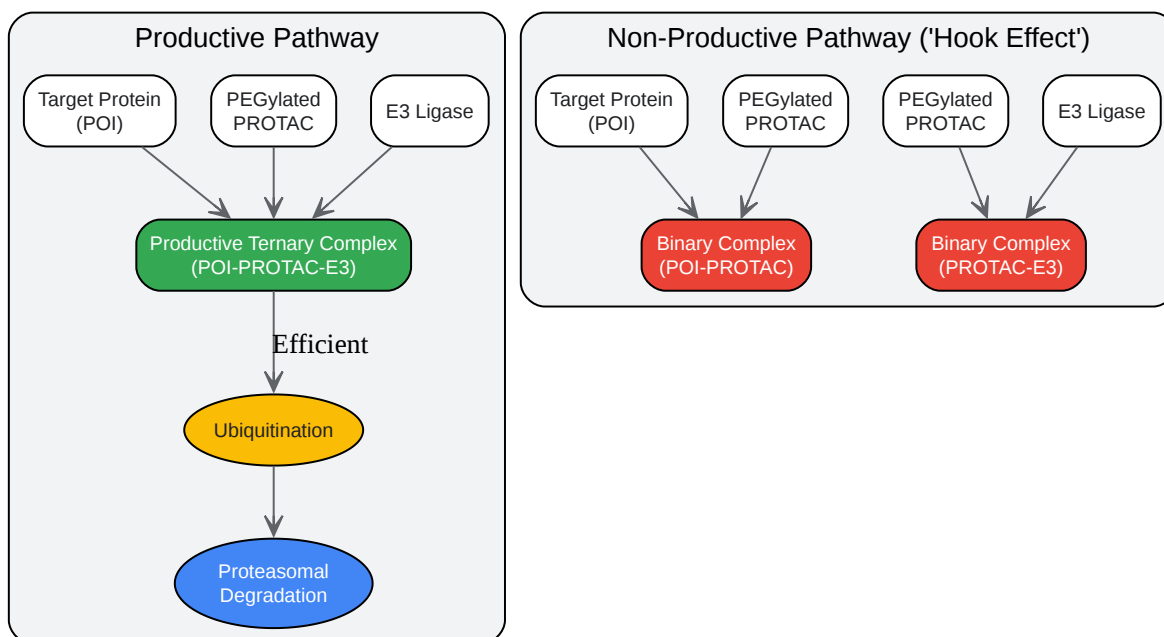 Productive Pathway
Target Protein
(POI)
PEGylated
PROTAC
E3 Ligase
Productive Ternary Complex
(POI-PROTAC-E3)
Efficient
Ubiquitination
Proteasomal
Degradation
Non-Productive Pathway ('Hook Effect')
Target Protein
(POI)
PEGylated
PROTAC
PEGylated
PROTAC
E3 Ligase
Binary Complex
(POI-PROTAC)
Binary Complex
(PROTAC-E3)